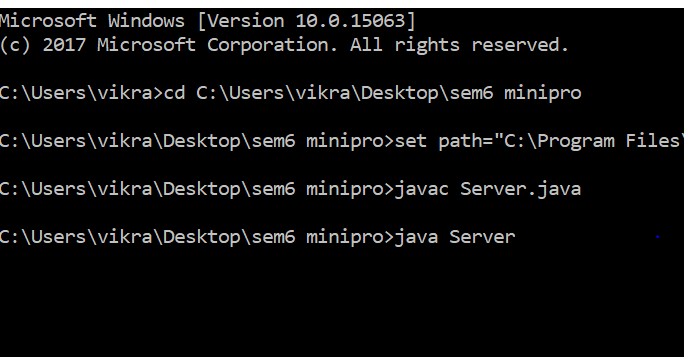 Microsoft Windows [Version 10.0.15063]
(c) 2017 Microsoft Corporation. All rights reserved.
C:\Users\vikra>cd C:\Users\vikra\Desktop\sem6 minipro
C:\Users\vikra\Desktop\sem6 minipro>set path="C:\Program Files\
C:\Users\vikra\Desktop\sem6 minipro>javac Server.java
C:\Users\vikra\Desktop\sem6 minipro>java Server